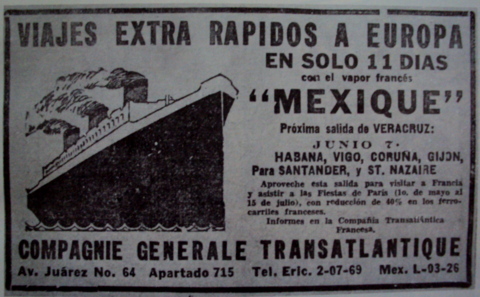 VIAJES EXTRA RAPIDOS A EUROPA
EN SOLO 11 DIAS
con el vapor francés
"MEXIQUE"
Próxima salida de VERACRUZ:
JUNIO 7.
HABANA, VIGO, CORUÑA, GIJON,
Para SANTANDER, y ST. NAZAIRE
Aproveche esta salida para visitar a Francia
y asistir a las Fiestas de París (1o. de mayo al
15 de julio), con reducción de 40% en los ferro-
carriles franceses.
Informes en la Compañía Transatlántica
Francesa.
COMPAGNIE GENERALE TRANSATLANTIQUE
Av. Juárez No. 64 Apartado 715 Tel. Eric. 2-07-69 Mex. L-03-26